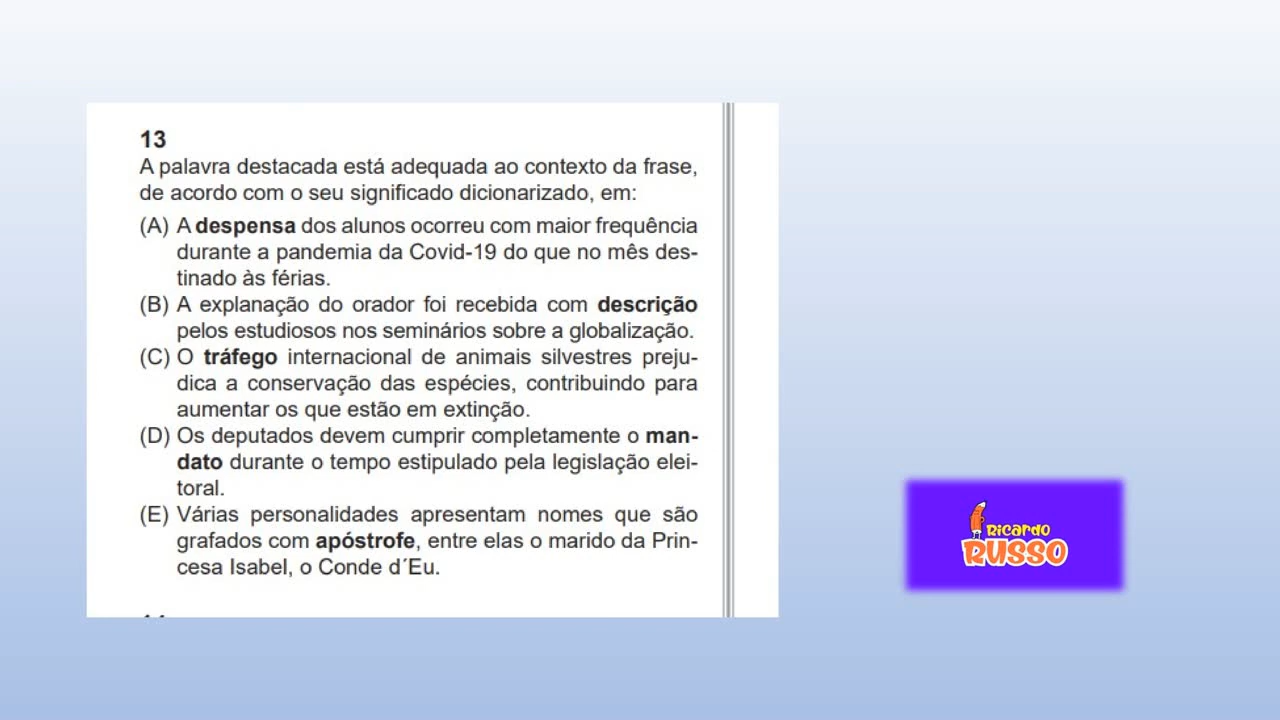 13
A palavra destacada está adequada ao contexto da frase,
de acordo com o seu significado dicionarizado, em:
(A) A despensa dos alunos ocorreu com maior frequência
durante a pandemia da Covid-19 do que no mês des-
tinado às férias.
(B) A explanação do orador foi recebida com descrição
pelos estudiosos nos seminários sobre a globalização.
(C) O tráfego internacional de animais silvestres preju-
dica a conservação das espécies, contribuindo para
aumentar os que estão em extinção.
(D) Os deputados devem cumprir completamente o man-
dato durante o tempo estipulado pela legislação elei-
toral.
(E) Várias personalidades apresentam nomes que são
grafados com apóstrofe, entre elas o marido da Prin-
cesa Isabel, o Conde d´Eu.
RICARDO
RUSSO